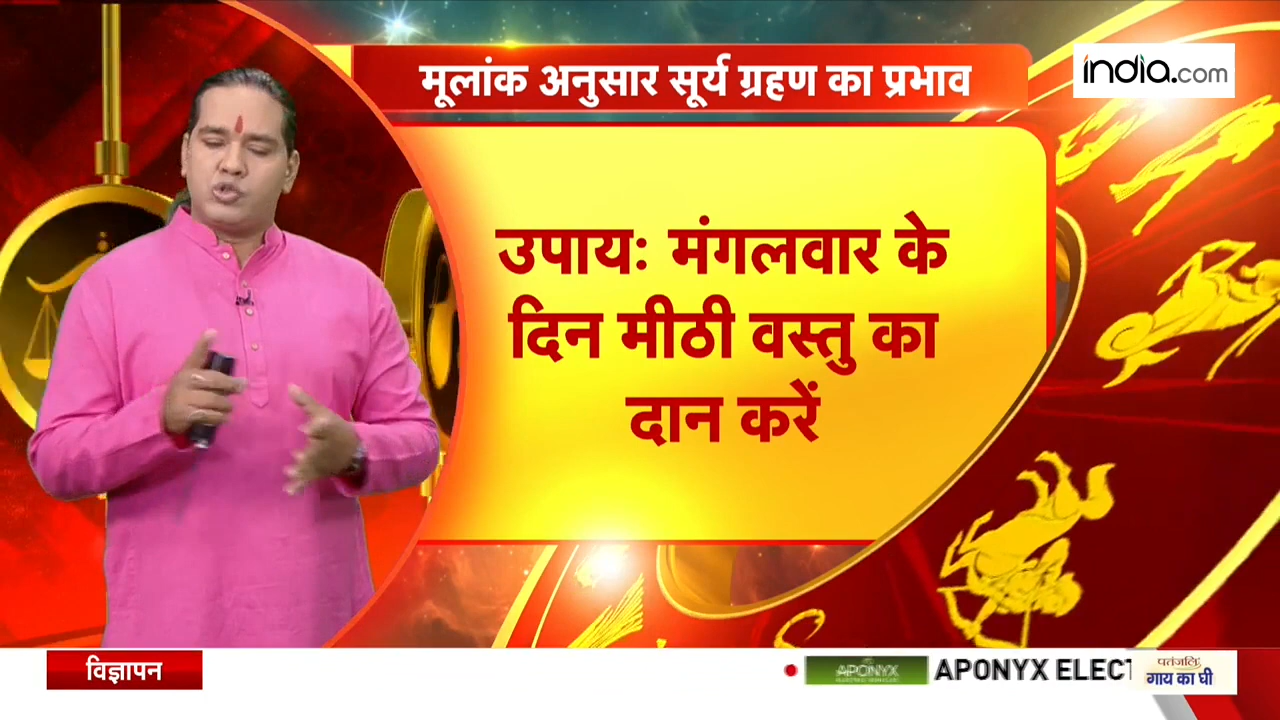 मूलांक अनुसार सूर्य ग्रहण का प्रभाव
india.com
उपायः मंगलवार के
दिन मीठी वस्तु का
दान करें
विज्ञापन
APONYX
APONYX ELECT
पतंजलि
गाय का घी